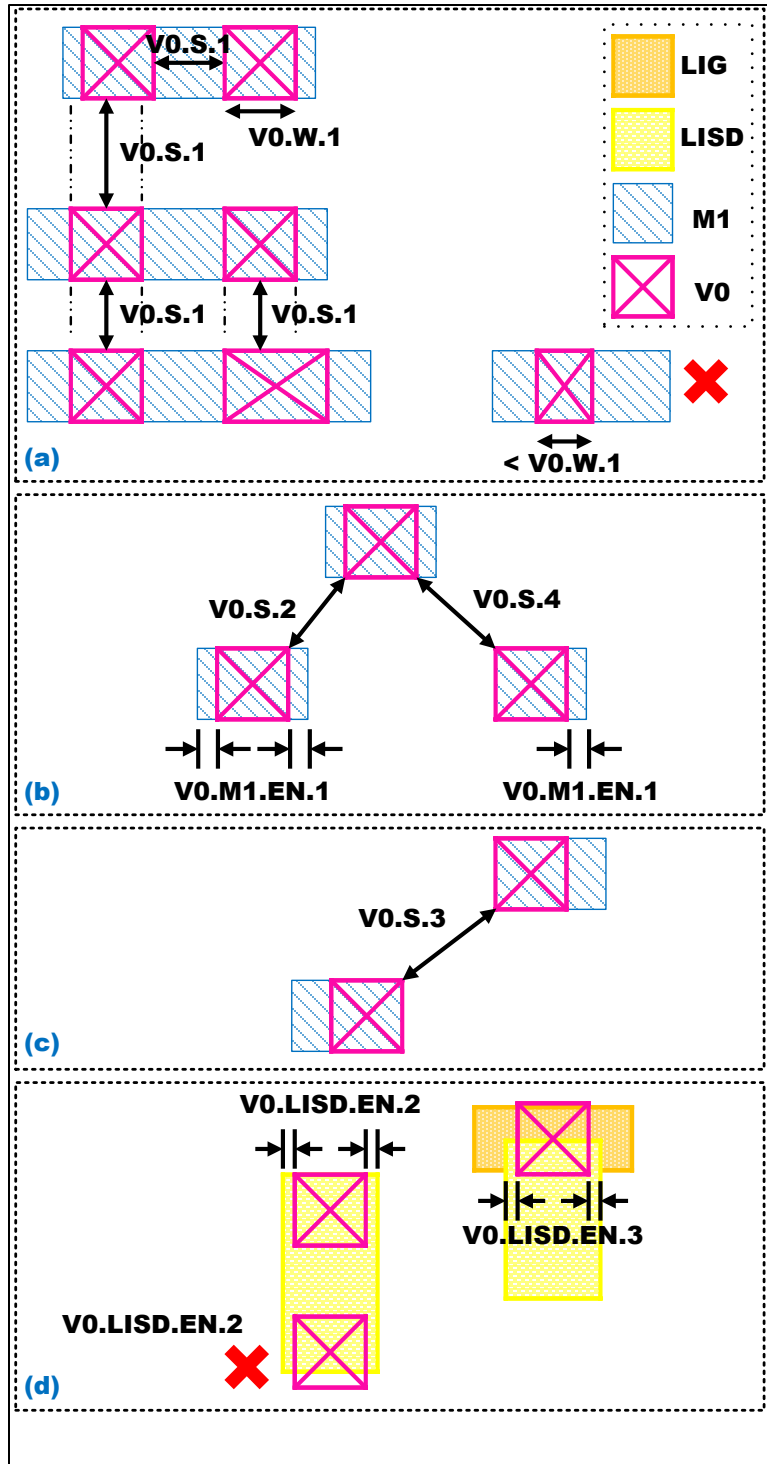 V0.S.1
V0.W.1
V0.S.1
V0.S.1
V0.S.1
< V0.W.1
(a)
LIG
LISD
M1
V0
V0.S.2
V0.S.4
V0.M1.EN.1
V0.M1.EN.1
(b)
V0.S.3
(c)
V0.LISD.EN.2
V0.LISD.EN.3
V0.LISD.EN.2
(d)